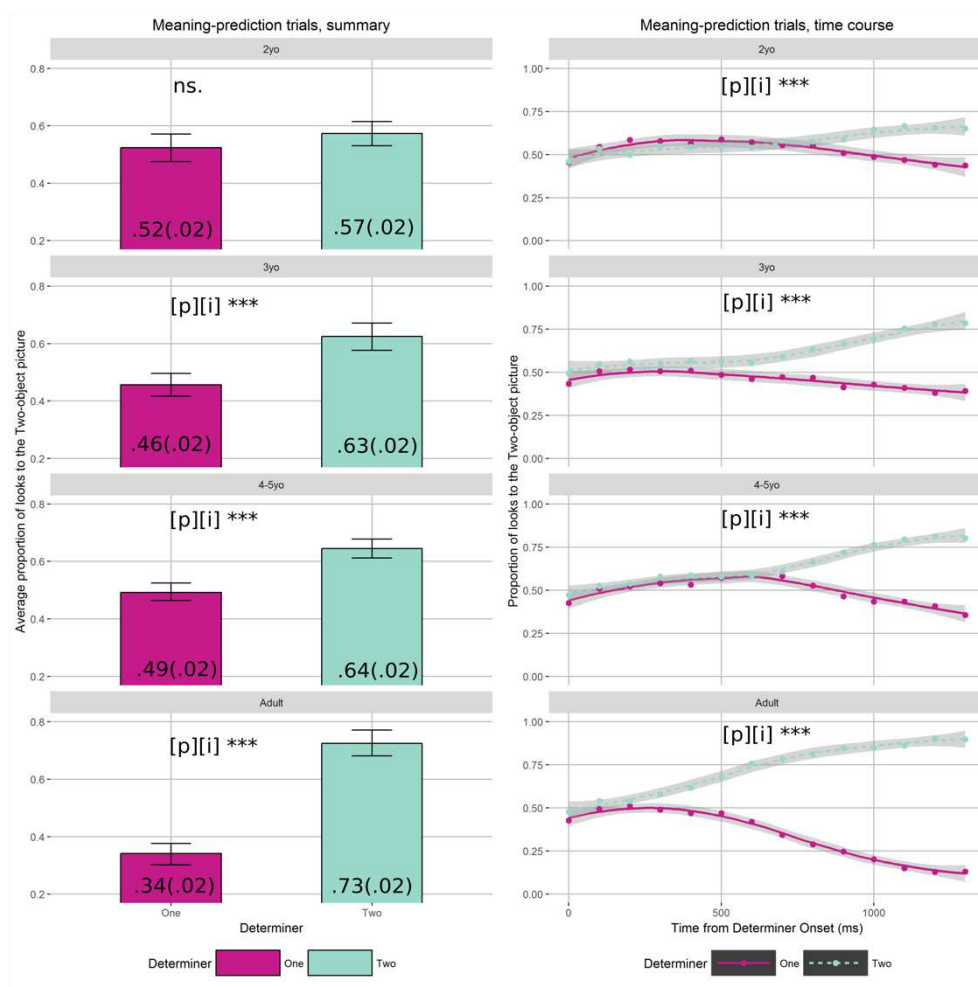 Meaning-prediction trials, summary
2yo
0.8
0.6
0.4
0.2
ns.
.52(.02)
.57(.02)
3yo
0.8
0.6
0.4
0.2
[p][i] ***
.46(.02)
.63(.02)
4-5yo
0.8
0.6
0.4
0.2
[p][i] ***
.49(.02)
.64(.02)
Adult
0.8
0.6
0.4
0.2
[p][i] ***
.34(.02)
.73(.02)
One
Two
Determiner
Average proportion of looks to the Two-object picture
Determiner One Two
Meaning-prediction trials, time course
2yo
1.00
0.75
0.50
0.25
0.00
[p][i] ***
3yo
1.00
0.75
0.50
0.25
0.00
[p][i] ***
4-5yo
1.00
0.75
0.50
0.25
0.00
[p][i] ***
Adult
1.00
0.75
0.50
0.25
0.00
[p][i] ***
0
500
1000
Time from Determiner Onset (ms)
Proportion of looks to the Two-object picture
Determiner One Two